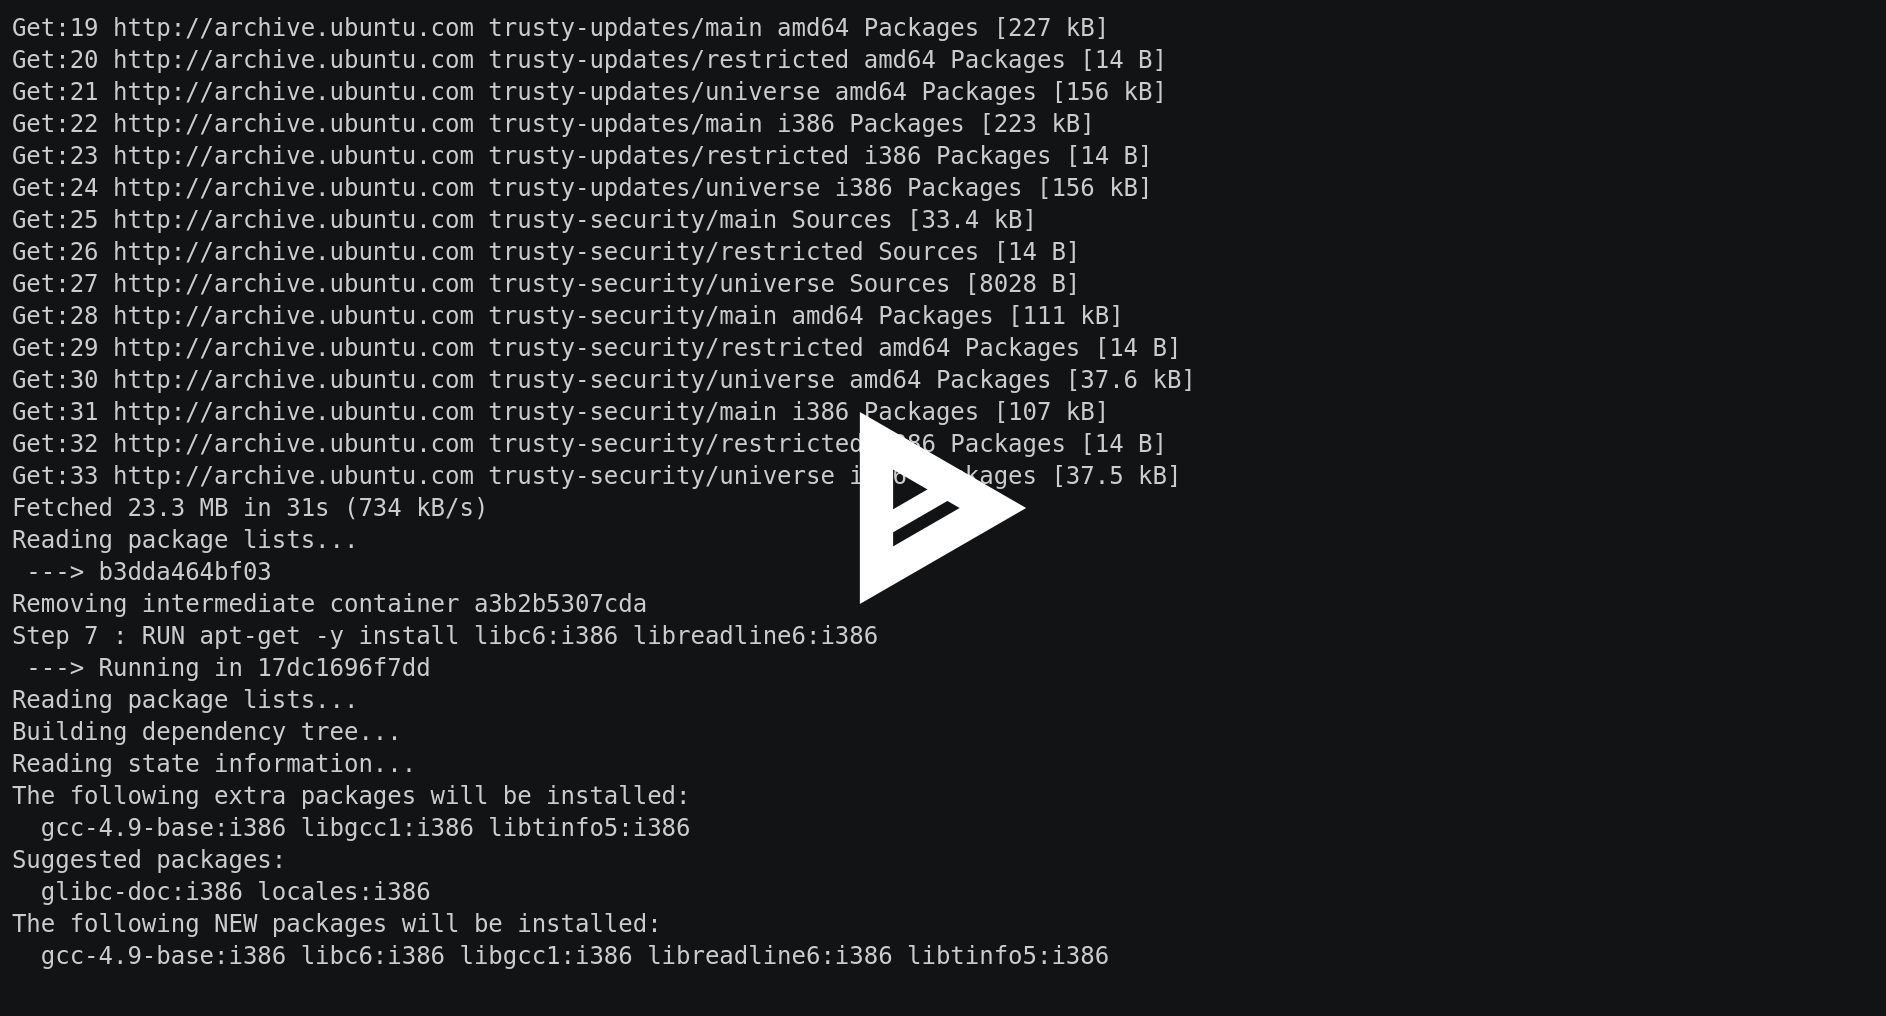 Get:19 http://archive.ubuntu.com trusty-updates/main amd64 Packages [227 kB]
Get:20 http://archive.ubuntu.com trusty-updates/restricted amd64 Packages [14 B]
Get:21 http://archive.ubuntu.com trusty-updates/universe amd64 Packages [156 kB]
Get:22 http://archive.ubuntu.com trusty-updates/main i386 Packages [223 kB]
Get:23 http://archive.ubuntu.com trusty-updates/restricted i386 Packages [14 B]
Get:24 http://archive.ubuntu.com trusty-updates/universe i386 Packages [156 kB]
Get:25 http://archive.ubuntu.com trusty-security/main Sources [33.4 kB]
Get:26 http://archive.ubuntu.com trusty-security/restricted Sources [14 B]
Get:27 http://archive.ubuntu.com trusty-security/universe Sources [8028 B]
Get:28 http://archive.ubuntu.com trusty-security/main amd64 Packages [111 kB]
Get:29 http://archive.ubuntu.com trusty-security/restricted amd64 Packages [14 B]
Get:30 http://archive.ubuntu.com trusty-security/universe amd64 Packages [37.6 kB]
Get:31 http://archive.ubuntu.com trusty-security/main i386 Packages [107 kB]
Get:32 http://archive.ubuntu.com trusty-security/restricted Packages [14 B]
Get:33 http://archive.ubuntu.com trusty-security/universe [37.5 kB]
Fetched 23.3 MB in 31s (734 kB/s)
Reading package lists...
 ---> b3dda464bf03
Removing intermediate container a3b2b5307cda
Step 7 : RUN apt-get -y install libc6:i386 libreadline6:i386
 ---> Running in 17dc1696f7dd
Reading package lists...
Building dependency tree...
Reading state information...
The following extra packages will be installed:
  gcc-4.9-base:i386 libgcc1:i386 libtinfo5:i386
Suggested packages:
  glibc-doc:i386 locales:i386
The following NEW packages will be installed:
  gcc-4.9-base:i386 libc6:i386 libgcc1:i386 libreadline6:i386 libtinfo5:i386